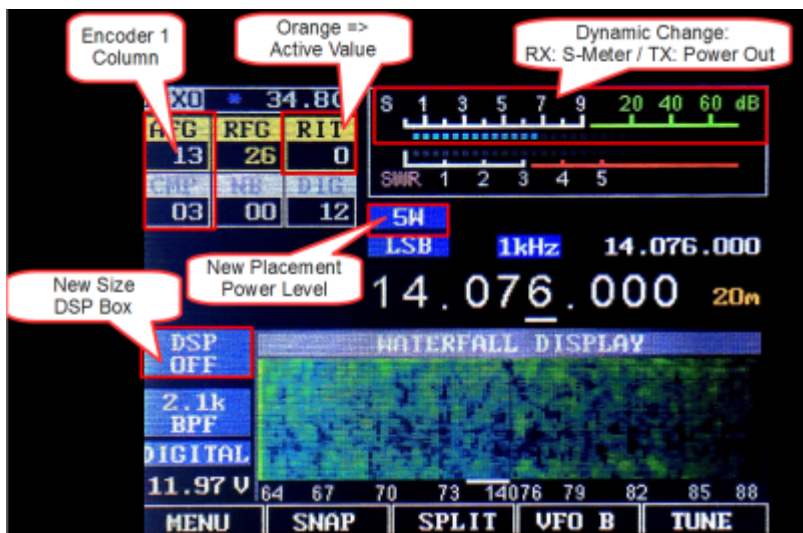 Encoder 1
Column
Orange =>
Active Value
Dynamic Change:
RX: S-Meter / TX: Power Out
XO * 34.8
S 1 3 5 7 9 20 40 60 dB
AFG RFG RIT
13 26 0
SWR 1 2 3 4 5
CMP NB DIG
03 00 12
5W
LSB 1kHz 14.076.000
New Placement
Power Level
14.076.000 20m
New Size
DSP Box
DSP
OFF
WATERFALL DISPLAY
2.1k
BPF
DIGITAL
11.97 V
64 67 70 73 14076 79 82 85 88
MENU SNAP SPLIT VFO B TUNE